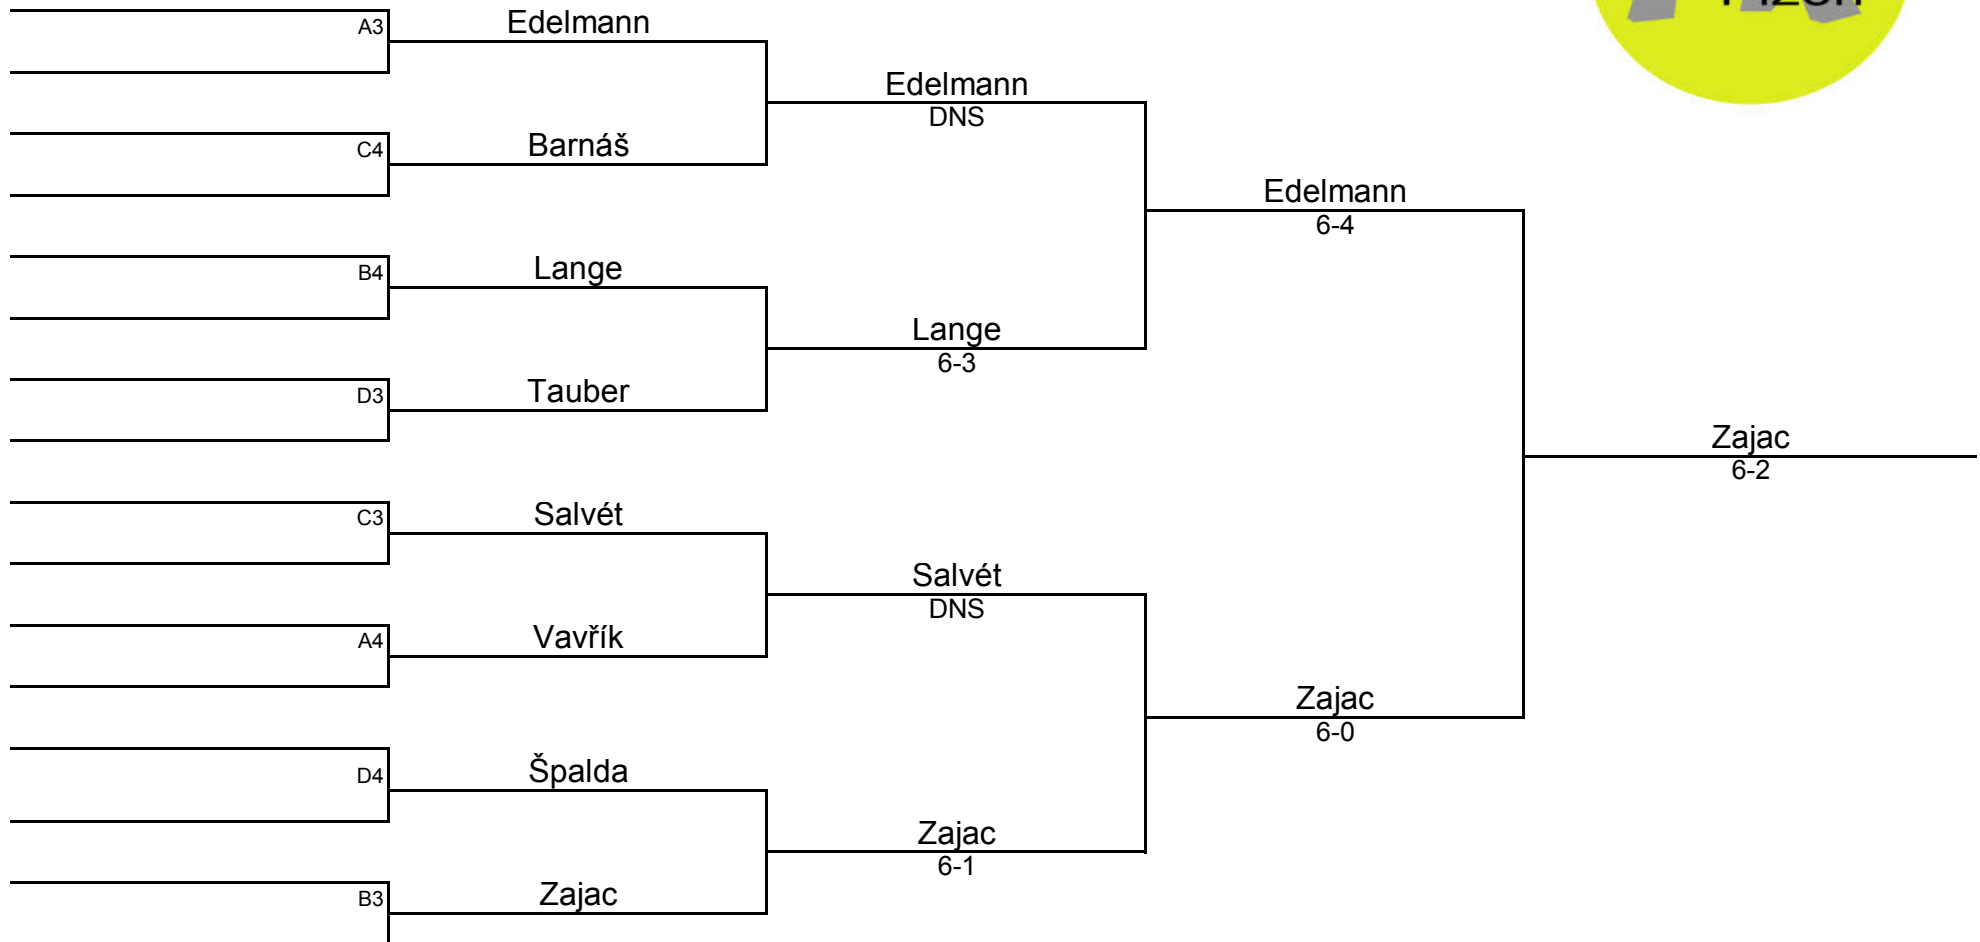 A3
Edelmann
Edelmann
DNS
C4
Barnáš
Edelmann
6-4
B4
Lange
Lange
6-3
D3
Tauber
Zajac
6-2
C3
Salvét
Salvét
DNS
A4
Vavřík
Zajac
6-0
D4
Špalda
Zajac
6-1
B3
Zajac